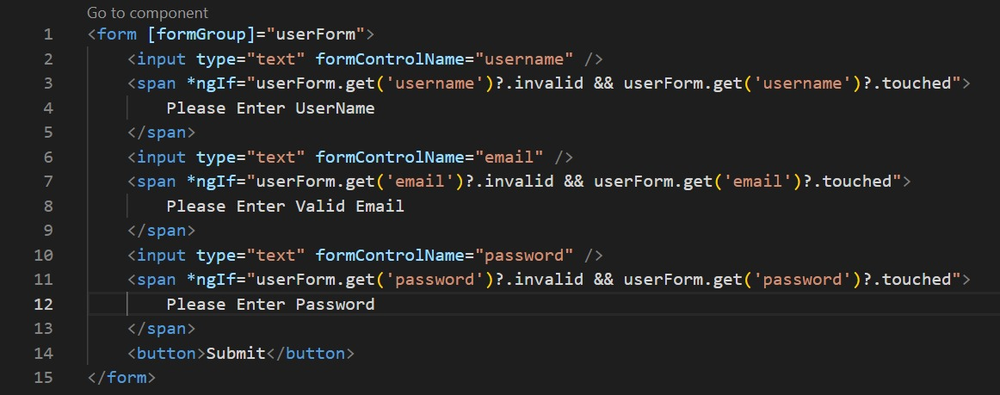 Go to component
1 <form [formGroup]="userForm">
2     <input type="text" formControlName="username" />
3     <span *ngIf="userForm.get('username')?.invalid && userForm.get('username')?.touched">
4         Please Enter UserName
5     </span>
6     <input type="text" formControlName="email" />
7     <span *ngIf="userForm.get('email')?.invalid && userForm.get('email')?.touched">
8         Please Enter Valid Email
9     </span>
10     <input type="text" formControlName="password" />
11     <span *ngIf="userForm.get('password')?.invalid && userForm.get('password')?.touched">
12         Please Enter Password
13     </span>
14     <button>Submit</button>
15 </form>